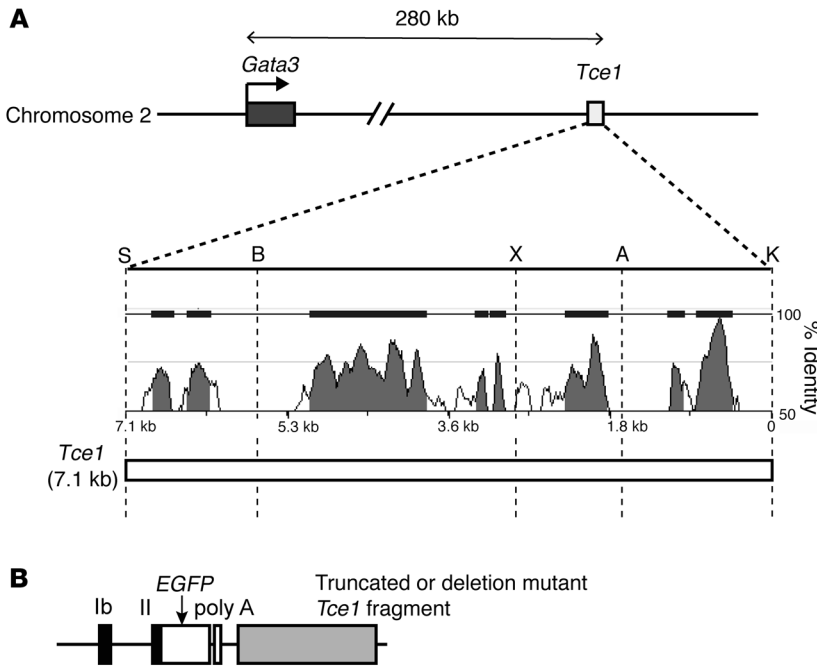 A
280 kb
Gata3
Tce1
Chromosome 2
S B X A K
100
% Identity
50
7.1 kb 5.3 kb 3.6 kb 1.8 kb 0
Tce1
(7.1 kb)
B
EGFP
Truncated or deletion mutant
Ib II poly A Tce1 fragment